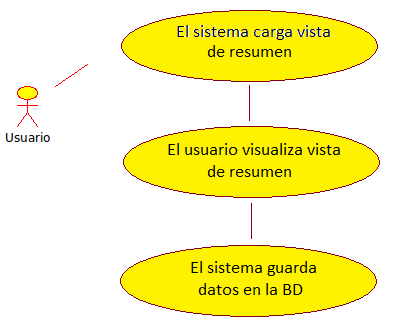 El sistema carga vista
de resumen
Usuario
El usuario visualiza vista
de resumen
El sistema guarda
datos en la BD